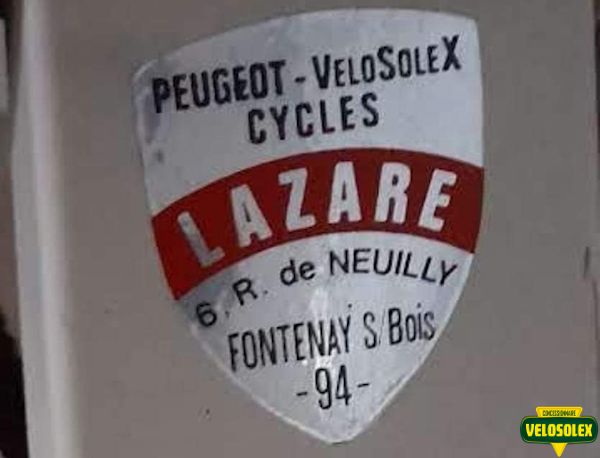 PEUGEOT - VELOSOLEX
CYCLES
LAZARE
6, R. de NEUILLY
FONTENAY S/Bois
- 94 -
CONCESSIONNAIRE
VELOSOLEX